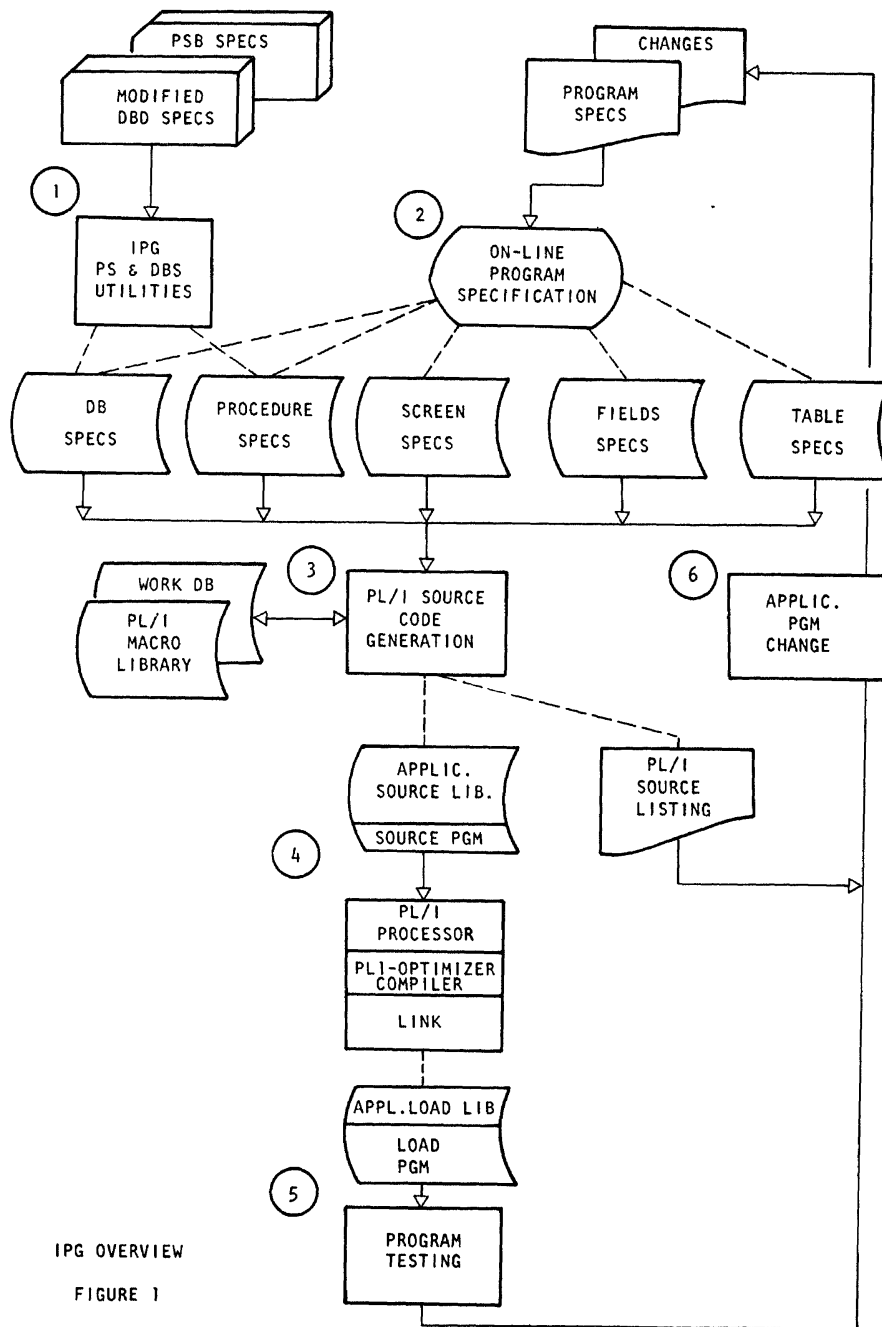 PSB SPECS
MODIFIED
DBD SPECS
CHANGES
PROGRAM
SPECS
1
2
IPG
PS & DBS
UTILITIES
ON-LINE
PROGRAM
SPECIFICATION
DB
SPECS
PROCEDURE
SPECS
SCREEN
SPECS
FIELDS
SPECS
TABLE
SPECS
3
WORK DB
PL/I
MACRO
LIBRARY
PL/I SOURCE
CODE
GENERATION
6
APPLIC.
PGM
CHANGE
APPLIC.
SOURCE LIB.
SOURCE PGM
PL/I
SOURCE
LISTING
4
PL/I
PROCESSOR
PL1-OPTIMIZER
COMPILER
LINK
APPL.LOAD LIB
LOAD
PGM
5
PROGRAM
TESTING
IPG OVERVIEW
FIGURE 1